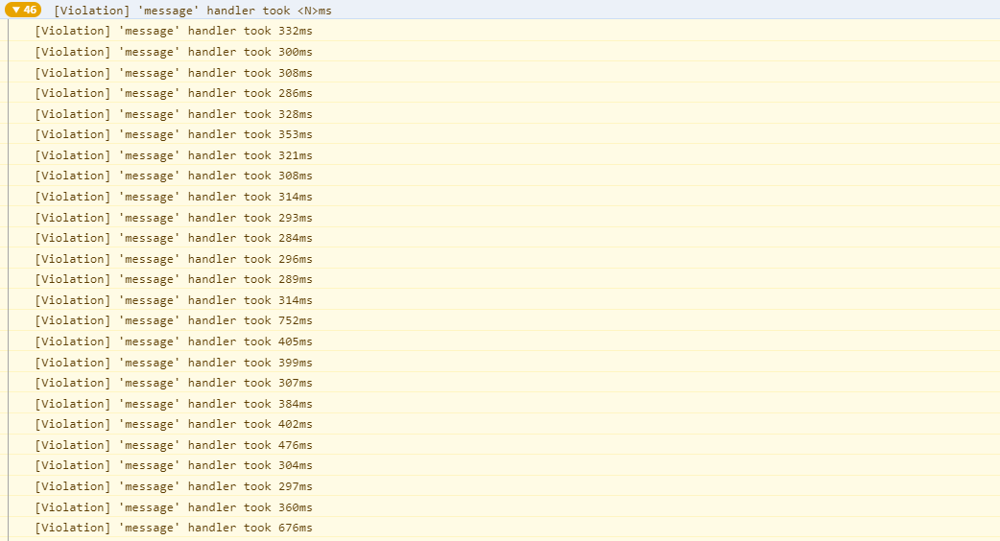 46 [Violation] 'message' handler took <N>ms
[Violation] 'message' handler took 332ms
[Violation] 'message' handler took 300ms
[Violation] 'message' handler took 308ms
[Violation] 'message' handler took 286ms
[Violation] 'message' handler took 328ms
[Violation] 'message' handler took 353ms
[Violation] 'message' handler took 321ms
[Violation] 'message' handler took 308ms
[Violation] 'message' handler took 314ms
[Violation] 'message' handler took 293ms
[Violation] 'message' handler took 284ms
[Violation] 'message' handler took 296ms
[Violation] 'message' handler took 289ms
[Violation] 'message' handler took 314ms
[Violation] 'message' handler took 752ms
[Violation] 'message' handler took 405ms
[Violation] 'message' handler took 399ms
[Violation] 'message' handler took 307ms
[Violation] 'message' handler took 384ms
[Violation] 'message' handler took 402ms
[Violation] 'message' handler took 476ms
[Violation] 'message' handler took 304ms
[Violation] 'message' handler took 297ms
[Violation] 'message' handler took 360ms
[Violation] 'message' handler took 676ms